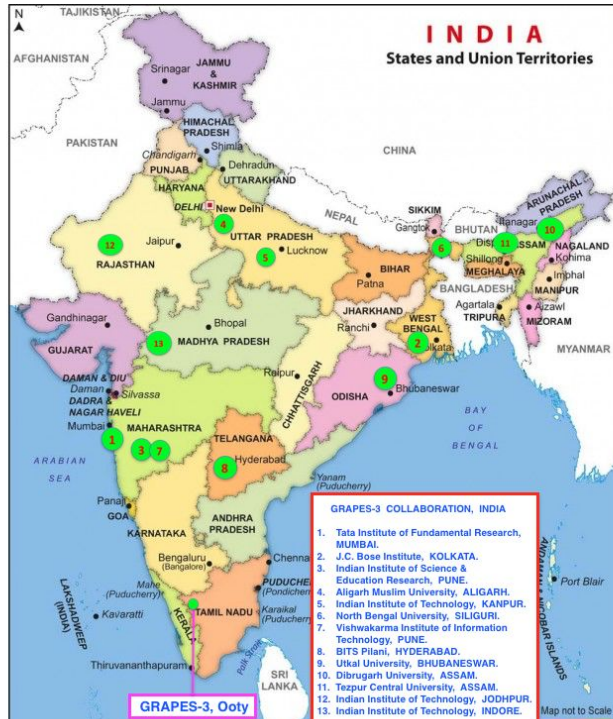 TAJIKISTAN
N
INDIA
States and Union Territories
AFGHANISTAN
JAMMU
&
KASHMIR
Srinagar
Jammu
HIMACHAL
PRADESH
Shimla
PAKISTAN
Chandigarh
PUNJAB
Dehradun
UTTARAKHAND
CHINA
HARYANA
DELHI
New Delhi
4
ARUNACHAL
PRADESH
Itanagar
10
SIKKIM
Gangtok
BHUTAN
NEPAL
12
Jaipur
RAJASTHAN
UTTAR PRADESH
5
Lucknow
6
Disp
11
ASSAM
NAGALAND
Kohima
Shillong
MEGHALAYA
Imphal
MANIPUR
BIHAR
Patna
BANGLADESH
Agartala
TRIPURA
Aizawl
MIZORAM
MYANMAR
Gandhinagar
GUJARAT
13
Bhopal
MADHYA PRADESH
JHARKHAND
Ranchi
WEST
BENGAL
2
olkata
DAMAN & DIU
Daman
Silvassa
DADRA &
NAGAR HAVELI
Raipur
CHHATTISGARH
ODISHA
9
Bhubaneswar
Mumbai
1
MAHARASHTRA
3
7
TELANGANA
8
Hyderabad
ARABIAN
SEA
BAY
OF
BENGAL
Yanam
(Puducherry)
Panaji
GOA
KARNATAKA
ANDHRA
PRADESH
Bengaluru
(Bangalore)
Chenn
Mahe
(Puducherry)
PUDUCHE
(Pondich
Karaikal
(Puducherry)
TAMIL NADU
KERALA
LAKSHADWEEP
(INDIA)
Kavaratti
Thiruvananthapuram
Palk Strait
SRI
LANKA
GRAPES-3, Ooty
GRAPES-3 COLLABORATION, INDIA
1. Tata Institute of Fundamental Research,
MUMBAI.
2. J.C. Bose Institute, KOLKATA.
3. Indian Institute of Science &
Education Research, PUNE.
4. Aligarh Muslim University, ALIGARH.
5. Indian Institute of Technology, KANPUR.
6. North Bengal University, SILIGURI.
7. Vishwakarma Institute of Information
Technology, PUNE.
8. BITS Pilani, HYDERABAD.
9. Utkal University, BHUBANESWAR.
10. Dibrugarh University, ASSAM.
11. Tezpur Central University, ASSAM.
12. Indian Institute of Technology, JODHPUR.
13. Indian Institute of Technology, INDORE.
Port Blair
Map not to Scale